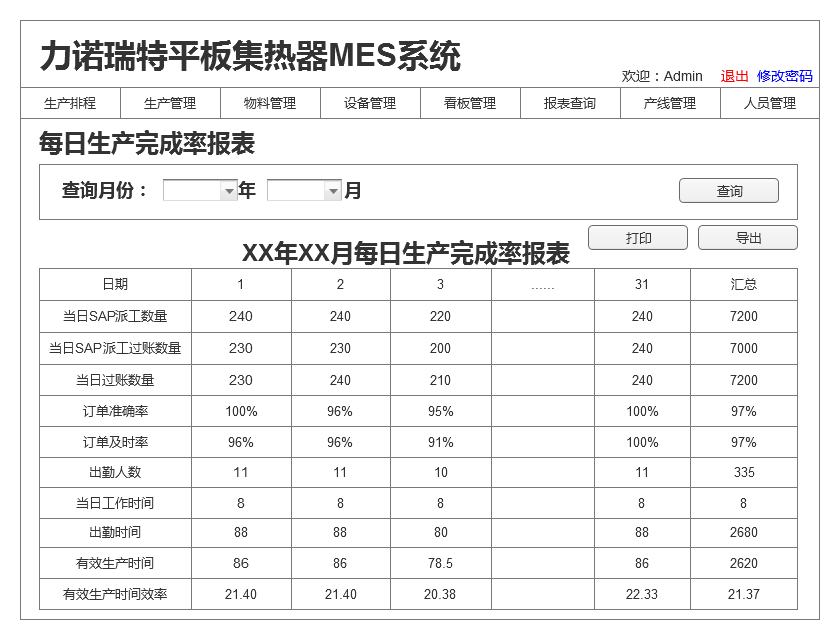 力诺瑞特平板集热器MES系统
欢迎：Admin 退出 修改密码
生产排程 生产管理 物料管理 设备管理 看板管理 报表查询 产线管理 人员管理
每日生产完成率报表
查询月份： 年 月 查询
打印 导出
XX年XX月每日生产完成率报表
日期 1 2 3 ...... 31 汇总
当日SAP派工数量 240 240 220 240 7200
当日SAP派工过账数量 230 230 200 240 7000
当日过账数量 230 240 210 240 7200
订单准确率 100% 96% 95% 100% 97%
订单及时率 96% 96% 91% 100% 97%
出勤人数 11 11 10 11 335
当日工作时间 8 8 8 8 8
出勤时间 88 88 80 88 2680
有效生产时间 86 86 78.5 86 2620
有效生产时间效率 21.40 21.40 20.38 22.33 21.37